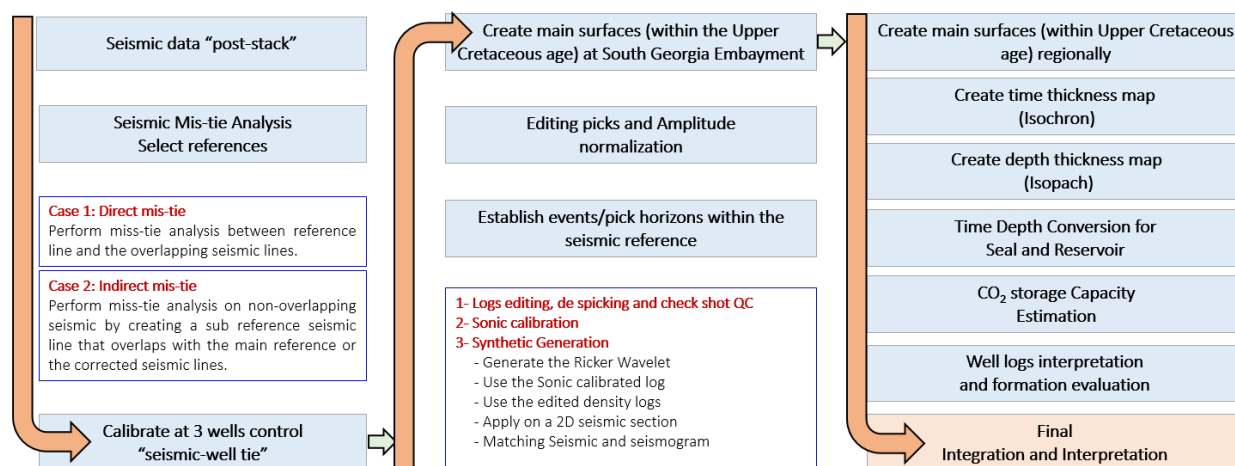 Seismic data “post-stack”
Seismic Mis-tie Analysis
Select references
Case 1: Direct mis-tie
Perform miss-tie analysis between reference
line and the overlapping seismic lines.
Case 2: Indirect mis-tie
Perform miss-tie analysis on non-overlapping
seismic by creating a sub reference seismic
line that overlaps with the main reference or
the corrected seismic lines.
Calibrate at 3 wells control
“seismic-well tie”
Create main surfaces (within the Upper
Cretaceous age) at South Georgia Embayment
Editing picks and Amplitude
normalization
Establish events/pick horizons within the
seismic reference
1- Logs editing, de spicking and check shot QC
2- Sonic calibration
3- Synthetic Generation
- Generate the Ricker Wavelet
- Use the Sonic calibrated log
- Use the edited density logs
- Apply on a 2D seismic section
- Matching Seismic and seismogram
Create main surfaces (within Upper Cretaceous
age) regionally
Create time thickness map
(Isochron)
Create depth thickness map
(Isopach)
Time Depth Conversion for
Seal and Reservoir
CO₂ storage Capacity
Estimation
Well logs interpretation
and formation evaluation
Final
Integration and Interpretation